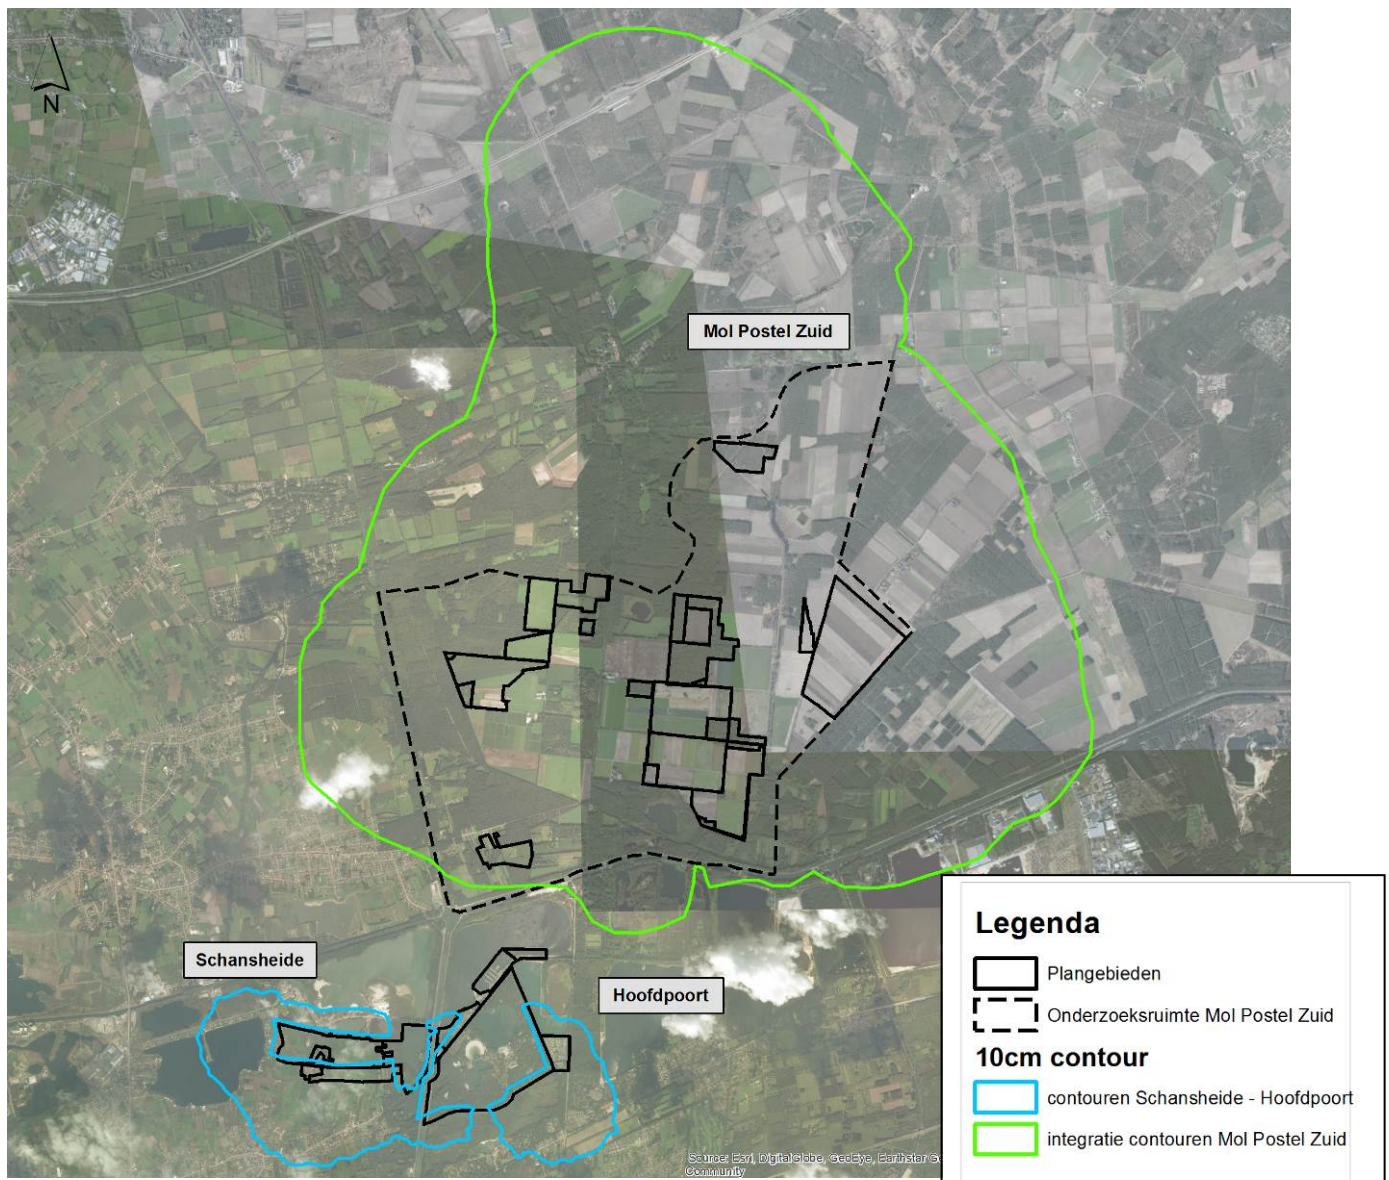 N
Mol Postel Zuid
Schansheide
Hoofdpoort
Legenda
Plangebieden
Onderzoeksruimte Mol Postel Zuid
10cm contour
contouren Schansheide - Hoofdpoort
integratie contouren Mol Postel Zuid
Source: Esri, DigitalGlobe, GeoEye, Earthstar Ge
Community